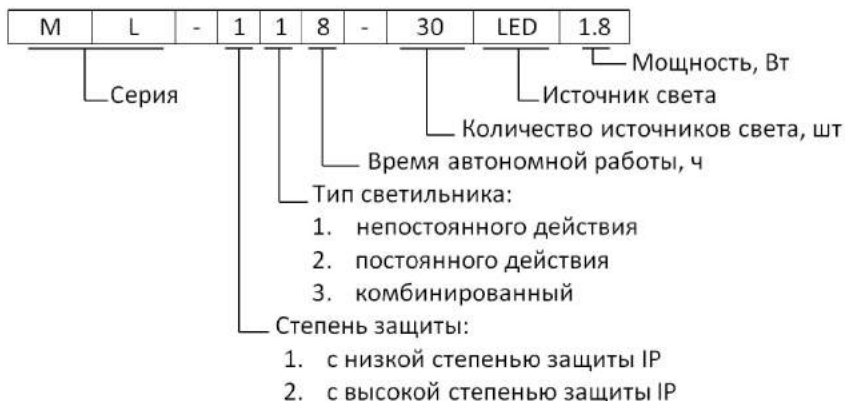 M L - 1 1 8 - 30 LED 1.8
Мощность, Вт
Серия
Источник света
Количество источников света, шт
Время автономной работы, ч
Тип светильника:
1. непостоянного действия
2. постоянного действия
3. комбинированный
Степень защиты:
1. с низкой степенью защиты IP
2. с высокой степенью защиты IP